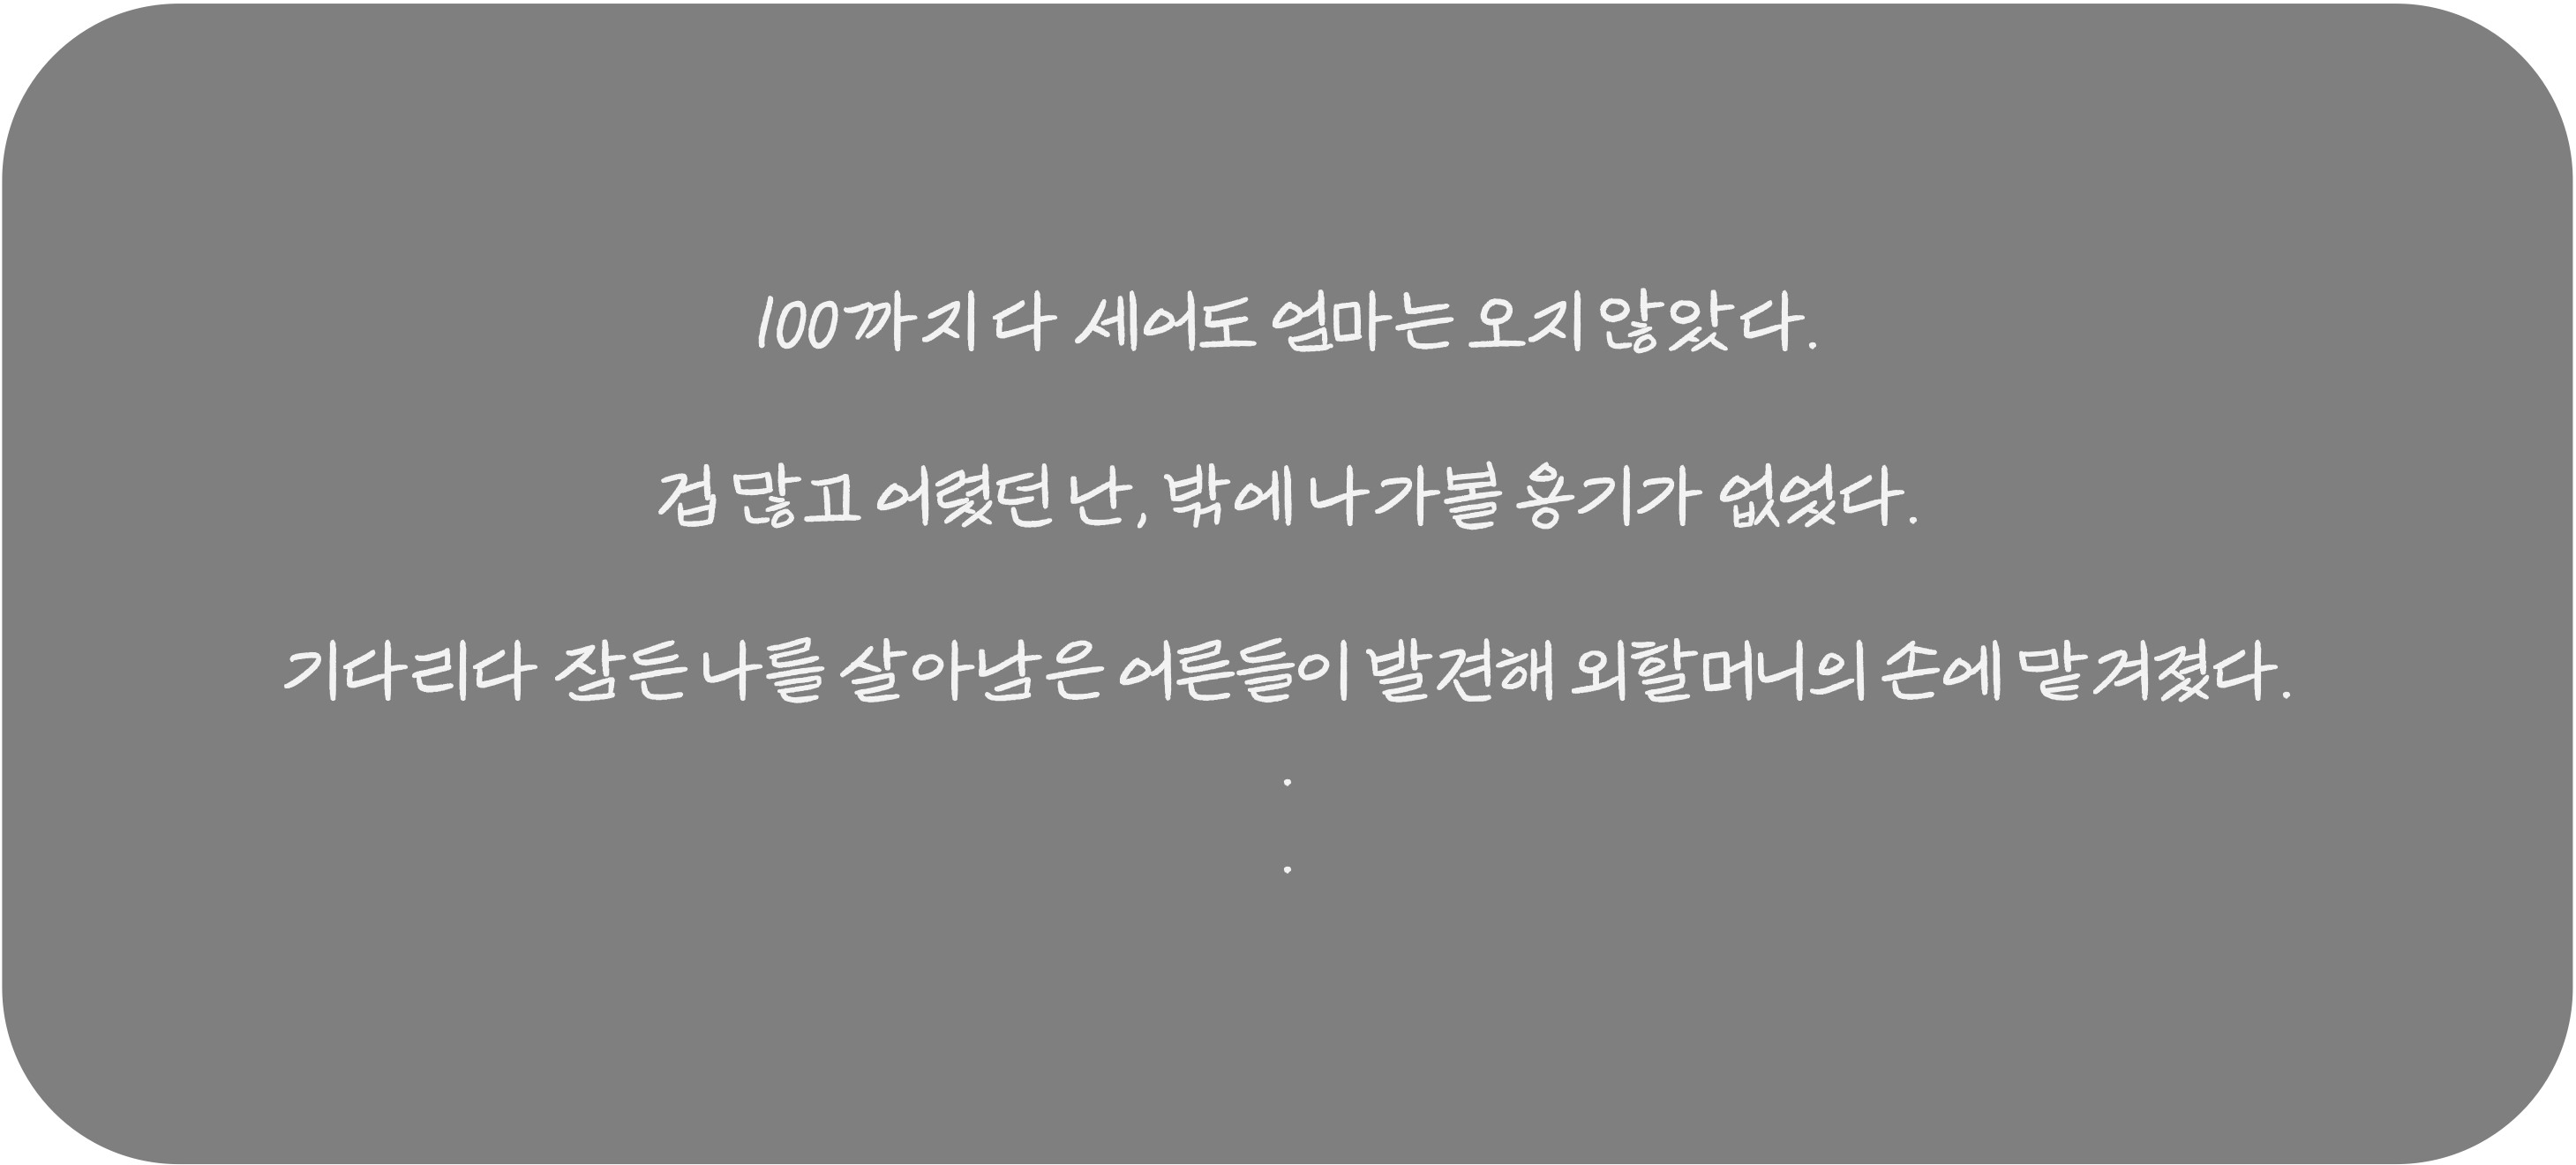 100까지 다 세어도 엄마는 오지 않았다.
겁 많고 어렸던 난, 밖에 나가볼 용기가 없었다.
기다리다 잠든 나를 살아남은 어른들이 발견해 외할머니의 손에 맡겨졌다.
.
.